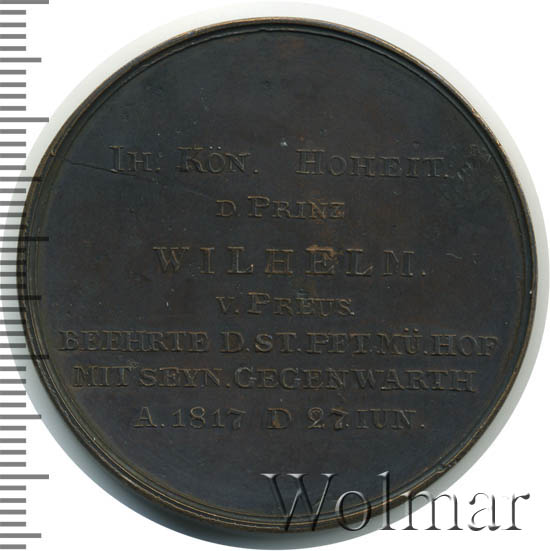 IH. KÖN. HOHEIT.
D. PRINZ
WILHELM.
V. PREUS.
BEEHRTE D. ST. PET. MÜ. HOF
MIT SEYN. GEGENWARTH
A. 1817 D 27. IUN.
Wolmar